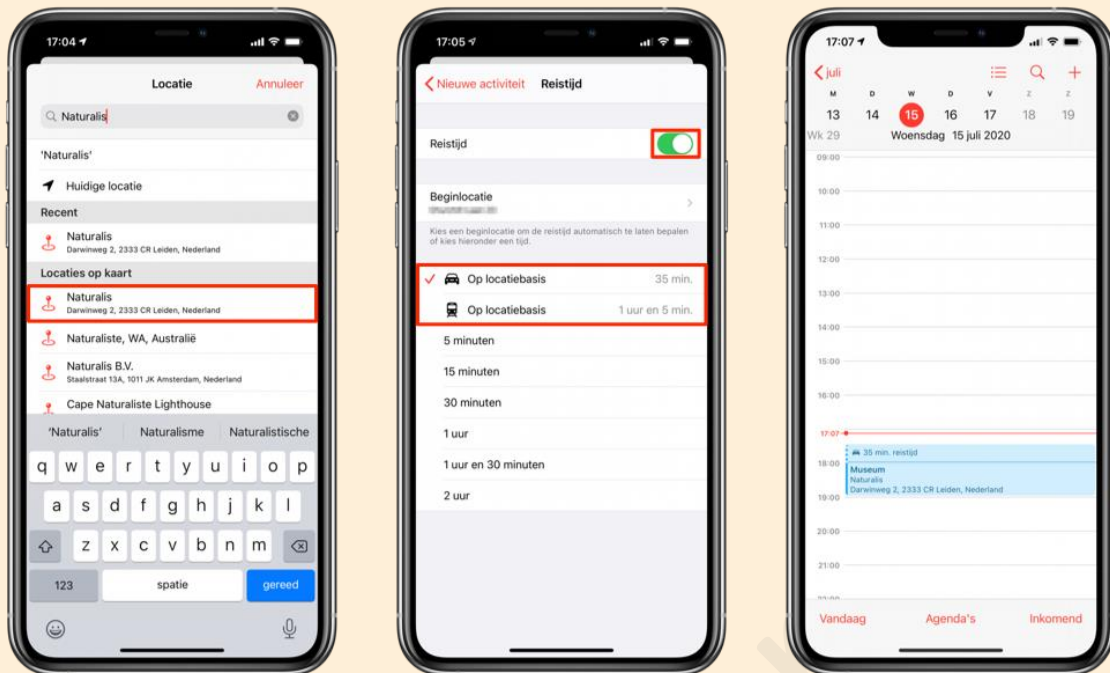 17:04
Locatie
Annuleer
Naturalis
'Naturalis'
Huidige locatie
Recent
Naturalis
Darwinweg 2, 2333 CR Leiden, Nederland
Locaties op kaart
Naturalis
Darwinweg 2, 2333 CR Leiden, Nederland
Naturaliste, WA, Australië
Naturalis B.V.
Staalstraat 13A, 1011 JK Amsterdam, Nederland
Cape Naturaliste Lighthouse
'Naturalis' Naturalisme Naturalistische
q w e r t y u i o p
a s d f g h j k l
z x c v b n m
123 spatie gereed
17:05
Nieuwe activiteit Reistijd
Reistijd
Beginlocatie
Kies een beginlocatie om de reistijd automatisch te laten bepalen
of kies hieronder een tijd.
Op locatiebasis 35 min.
Op locatiebasis 1 uur en 5 min.
5 minuten
15 minuten
30 minuten
1 uur
1 uur en 30 minuten
2 uur
17:07
juli
M D W D V Z Z
13 14 15 16 17 18 19
Wk 29 Woensdag 15 juli 2020
09:00
10:00
11:00
12:00
13:00
14:00
15:00
16:00
17:07
35 min. reistijd
18:00
Museum
Naturalis
Darwinweg 2, 2333 CR Leiden, Nederland
19:00
20:00
21:00
22:00
Vandaag Agenda's Inkomend